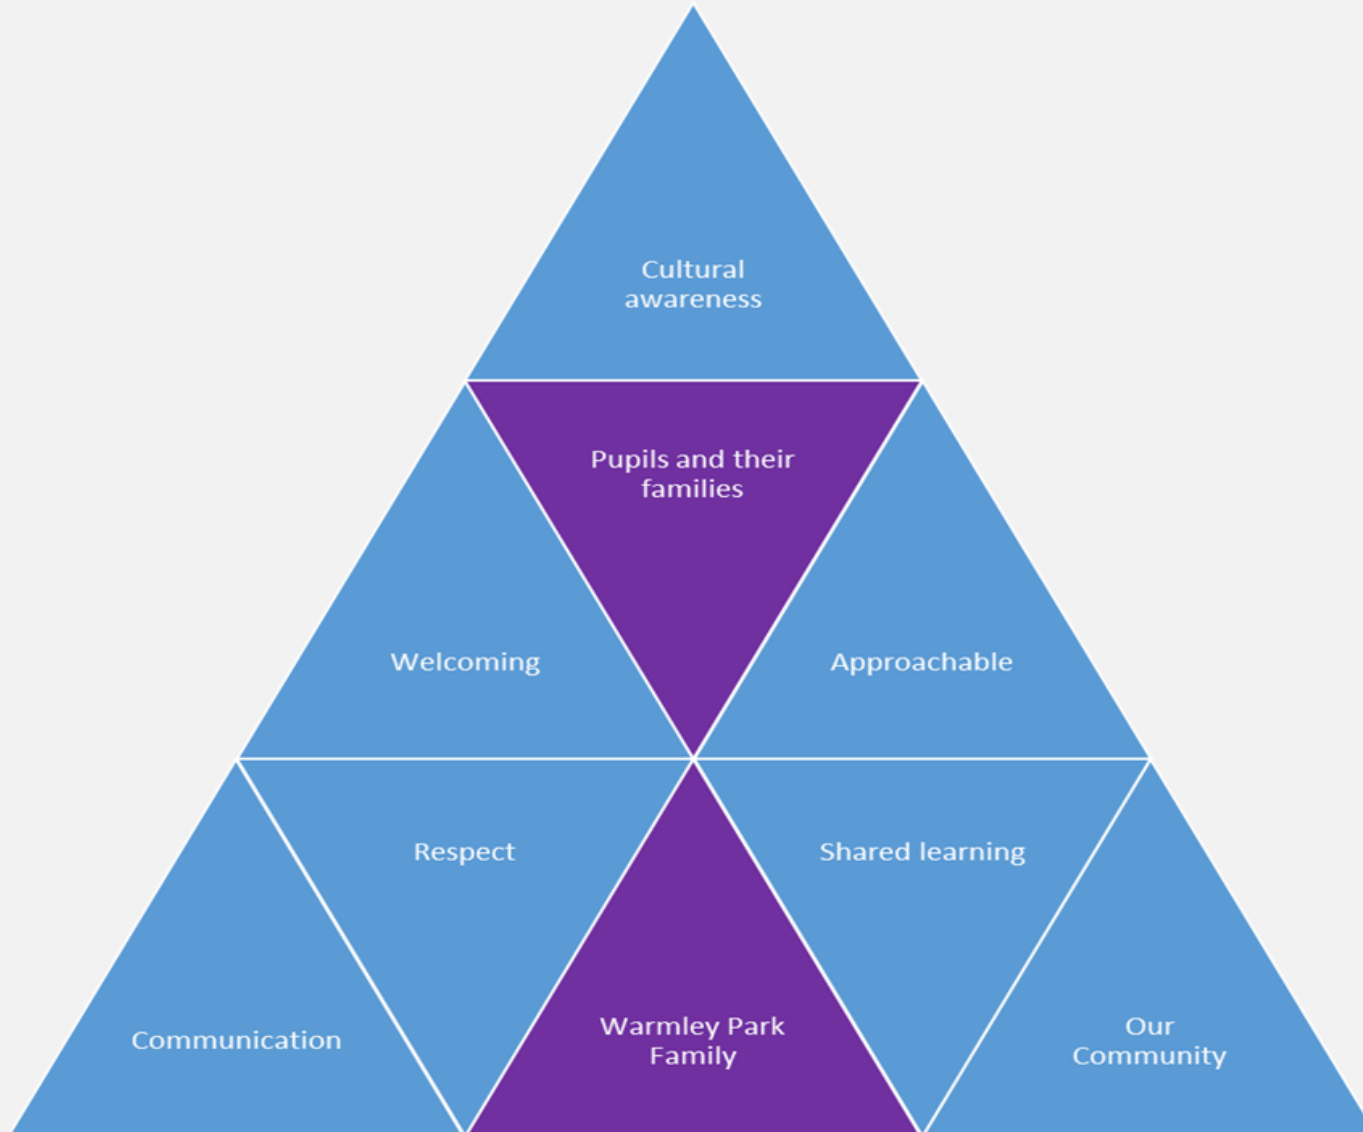 Cultural
awareness
Pupils and their
families
Welcoming
Approachable
Respect
Shared learning
Communication
Warmley Park
Family
Our
Community